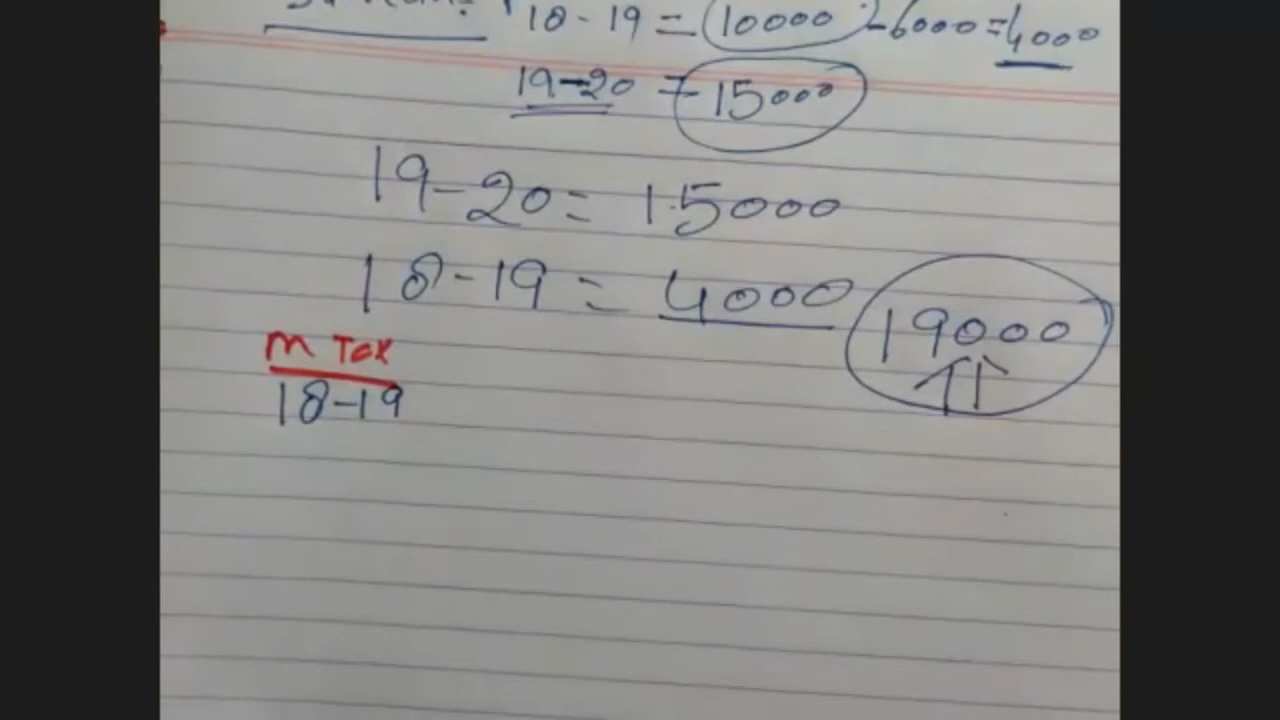 18-19 = 10000 - 6000 = 4000
19-20 = 15000
19-20 = 15000
18-19 = 4000
19000
M Tax
18-19